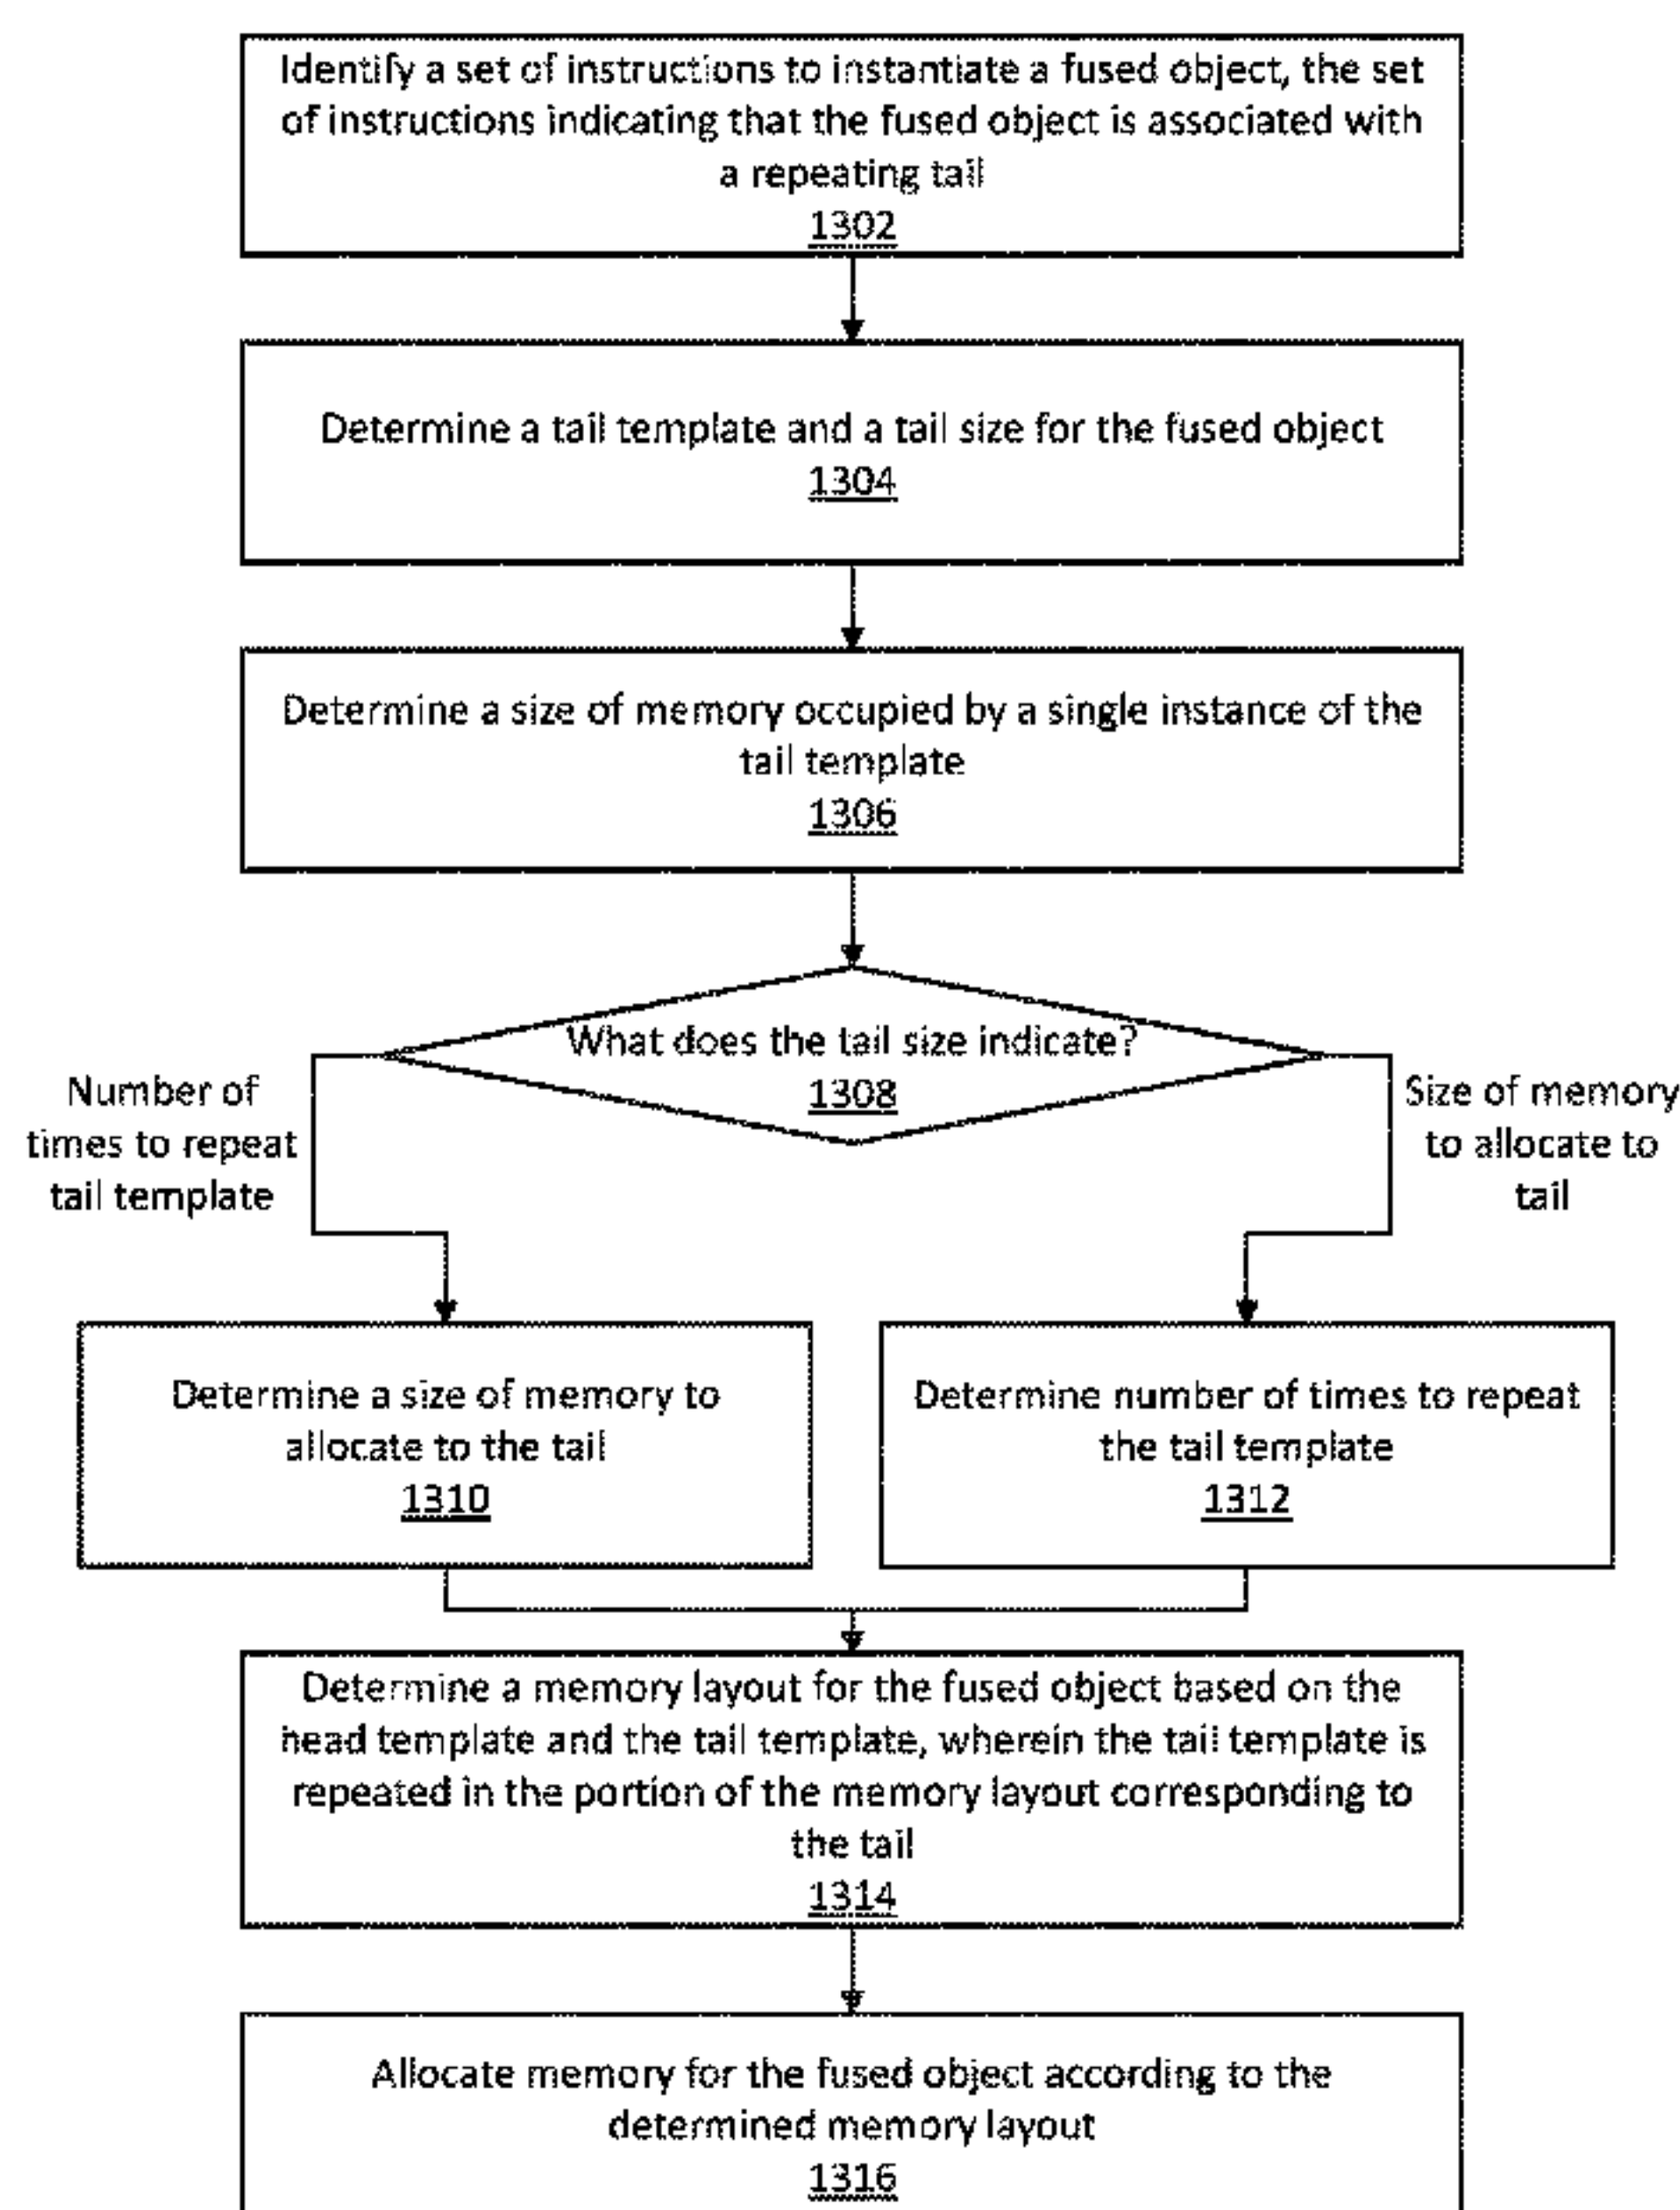 Identify a set of instructions to instantiate a fused object, the set
of instructions indicating that the fused object is associated with
a repeating tail
1302
Determine a tail template and a tail size for the fused object
1304
Determine a size of memory occupied by a single instance of the
tail template
1306
What does the tail size indicate?
1308
Number of
times to repeat
tail template
Size of memory
to allocate to
tail
Determine a size of memory to
allocate to the tail
1310
Determine number of times to repeat
the tail template
1312
Determine a memory layout for the fused object based on the
head template and the tail template, wherein the tail template is
repeated in the portion of the memory layout corresponding to
the tail
1314
Allocate memory for the fused object according to the
determined memory layout
1316